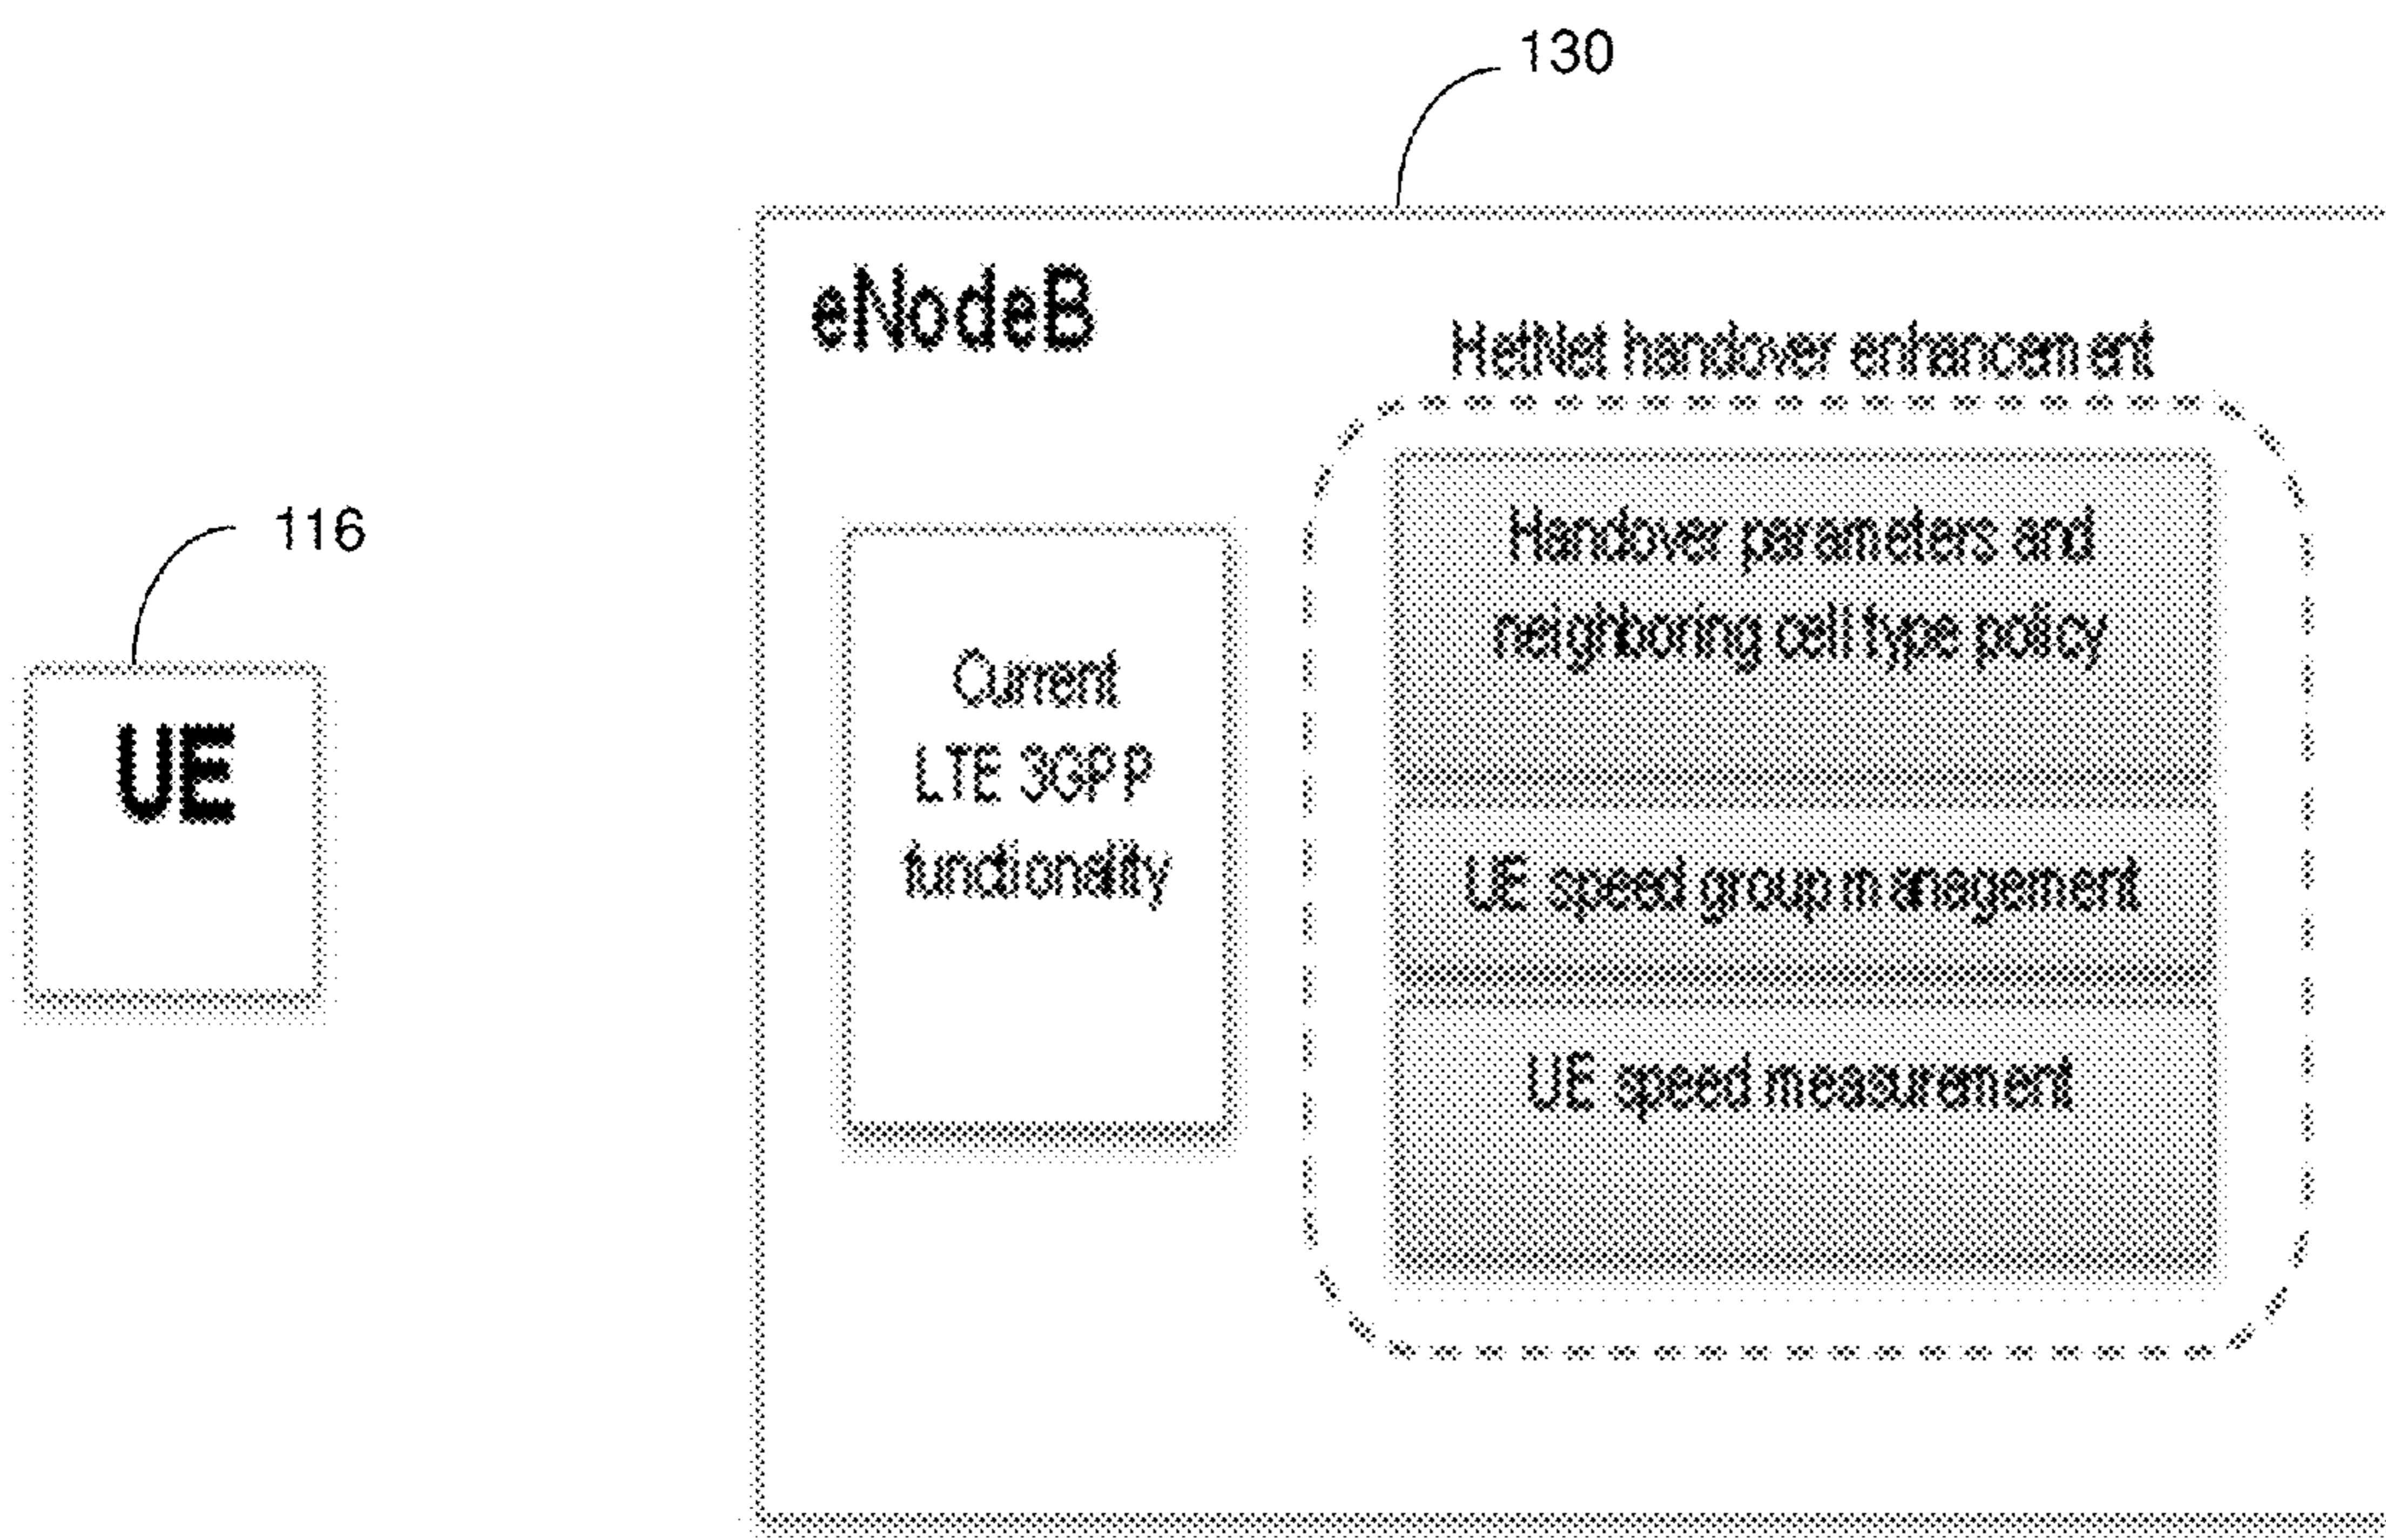 130
eNodeB
HetNet handover enhancement
116
UE
Current
LTE 3GPP
functionality
Handover parameters and
neighboring cell type policy
UE speed group management
UE speed measurement